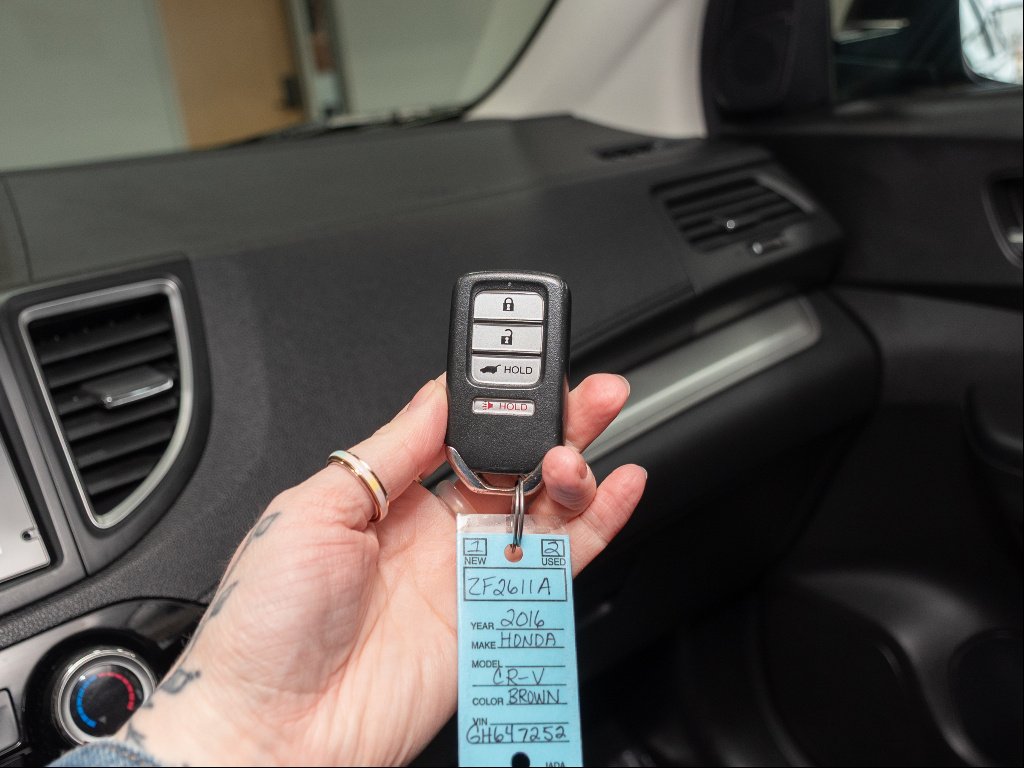 HOLD
HOLD
1 2
NEW USED
ZF2611A
YEAR 2016
MAKE HONDA
MODEL
CR-V
COLOR BROWN
VIN
GH647252